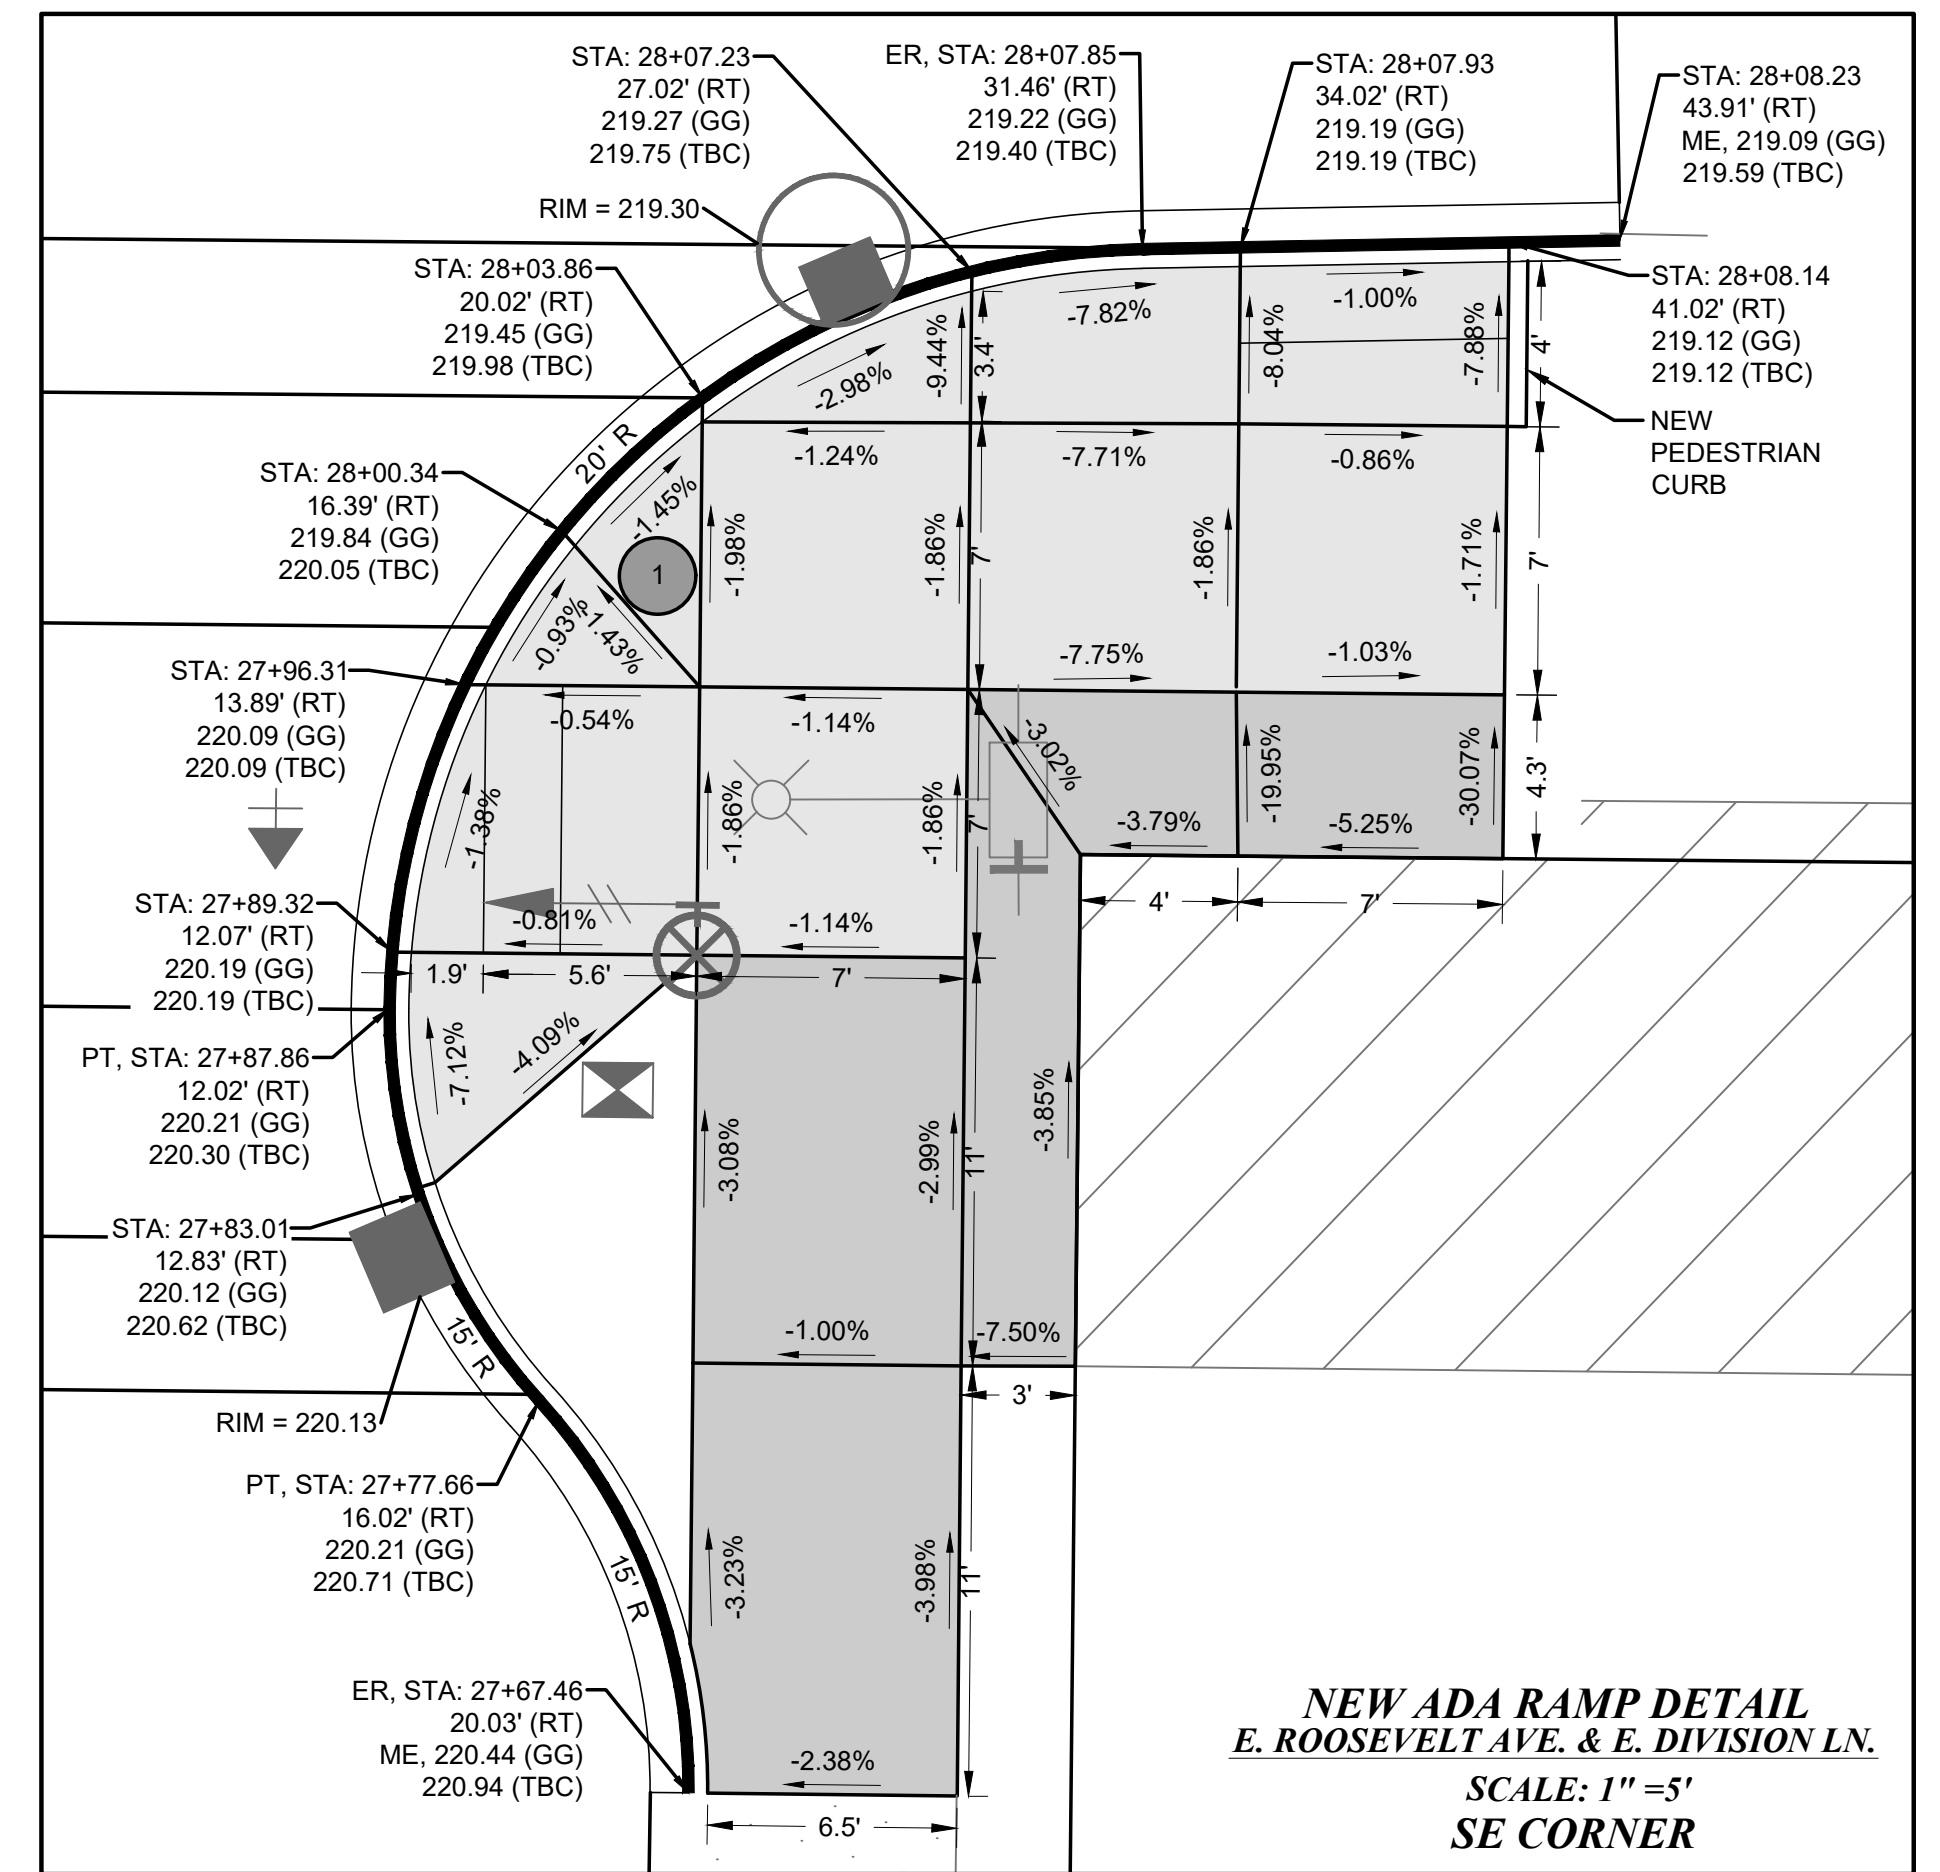 STA: 28+07.23
27.02' (RT)
219.27 (GG)
219.75 (TBC)
ER, STA: 28+07.85
31.46' (RT)
219.22 (GG)
219.40 (TBC)
STA: 28+07.93
34.02' (RT)
219.19 (GG)
219.19 (TBC)
STA: 28+08.23
43.91' (RT)
ME, 219.09 (GG)
219.59 (TBC)
RIM = 219.30
STA: 28+03.86
20.02' (RT)
219.45 (GG)
219.98 (TBC)
STA: 28+08.14
41.02' (RT)
219.12 (GG)
219.12 (TBC)
NEW
PEDESTRIAN
CURB
-7.82%
-1.00%
-2.98%
-9.44%
3.4'
-8.04%
-7.88%
4'
20' R
-1.24%
-7.71%
-0.86%
STA: 28+00.34
16.39' (RT)
219.84 (GG)
220.05 (TBC)
-1.45%
1
-1.98%
-1.86%
7'
-1.86%
-1.71%
7'
-0.93%
-1.43%
-7.75%
-1.03%
STA: 27+96.31
13.89' (RT)
220.09 (GG)
220.09 (TBC)
-0.54%
-1.14%
-3.02%
-19.95%
-30.07%
4.3'
-1.38%
-1.86%
-1.86%
7'
-3.79%
-5.25%
STA: 27+89.32
12.07' (RT)
220.19 (GG)
220.19 (TBC)
-0.81%
-1.14%
4'
7'
1.9'
5.6'
7'
PT, STA: 27+87.86
12.02' (RT)
220.21 (GG)
220.30 (TBC)
-7.12%
-4.09%
-3.08%
-2.99%
11'
-3.85%
STA: 27+83.01
12.83' (RT)
220.12 (GG)
220.62 (TBC)
15' R
-1.00%
-7.50%
3'
RIM = 220.13
PT, STA: 27+77.66
16.02' (RT)
220.21 (GG)
220.71 (TBC)
15' R
-3.23%
-3.98%
11'
ER, STA: 27+67.46
20.03' (RT)
ME, 220.44 (GG)
220.94 (TBC)
-2.38%
6.5'
NEW ADA RAMP DETAIL
E. ROOSEVELT AVE. & E. DIVISION LN.
SCALE: 1" =5'
SE CORNER